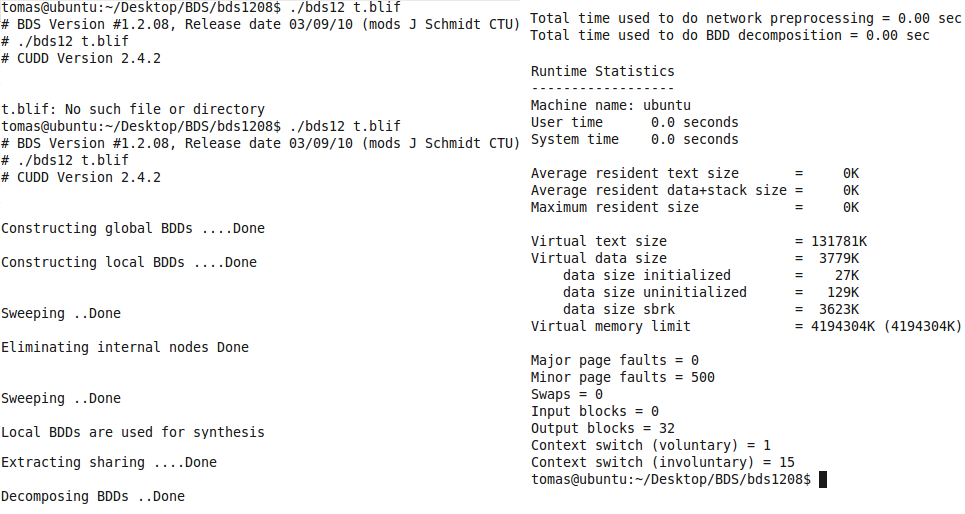 tomas@ubuntu:~/Desktop/BDS/bds1208$ ./bds12 t.blif
# BDS Version #1.2.08, Release date 03/09/10 (mods J Schmidt CTU)
# ./bds12 t.blif
# CUDD Version 2.4.2
t.blif: No such file or directory
tomas@ubuntu:~/Desktop/BDS/bds1208$ ./bds12 t.blif
# BDS Version #1.2.08, Release date 03/09/10 (mods J Schmidt CTU)
# ./bds12 t.blif
# CUDD Version 2.4.2
Constructing global BDDs ....Done
Constructing local BDDs ....Done
Sweeping ..Done
Eliminating internal nodes Done
Sweeping ..Done
Local BDDs are used for synthesis
Extracting sharing ....Done
Decomposing BDDs ..Done
Total time used to do network preprocessing = 0.00 sec
Total time used to do BDD decomposition = 0.00 sec
Runtime Statistics
------------------
Machine name: ubuntu
User time      0.0 seconds
System time    0.0 seconds
Average resident text size       =     0K
Average resident data+stack size =     0K
Maximum resident size            =     0K
Virtual text size                = 131781K
Virtual data size                =  3779K
    data size initialized        =    27K
    data size uninitialized      =   129K
    data size sbrk               =  3623K
Virtual memory limit             = 4194304K (4194304K)
Major page faults = 0
Minor page faults = 500
Swaps = 0
Input blocks = 0
Output blocks = 32
Context switch (voluntary) = 1
Context switch (involuntary) = 15
tomas@ubuntu:~/Desktop/BDS/bds1208$